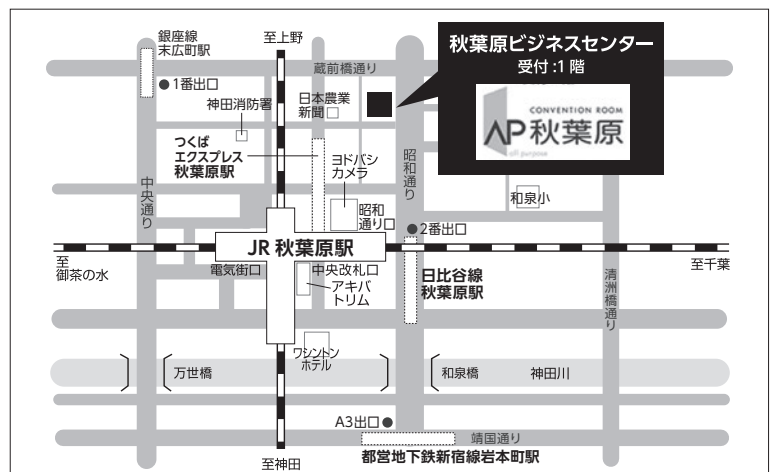 銀座線
末広町駅
至上野
蔵前橋通り
秋葉原ビジネスセンター
受付:1階
CONVENTION ROOM
AP秋葉原
all-purpose
1番出口
神田消防署
日本農業
新聞
つくば
エクスプレス
秋葉原駅
ヨドバシ
カメラ
昭和通り
中央通り
和泉小
昭和
通り口
2番出口
JR 秋葉原駅
至
御茶の水
電気街口
中央改札口
アキバ
トリム
日比谷線
秋葉原駅
至千葉
清洲橋通り
ワシントン
ホテル
万世橋
和泉橋
神田川
A3出口
靖国通り
都営地下鉄新宿線岩本町駅
至神田